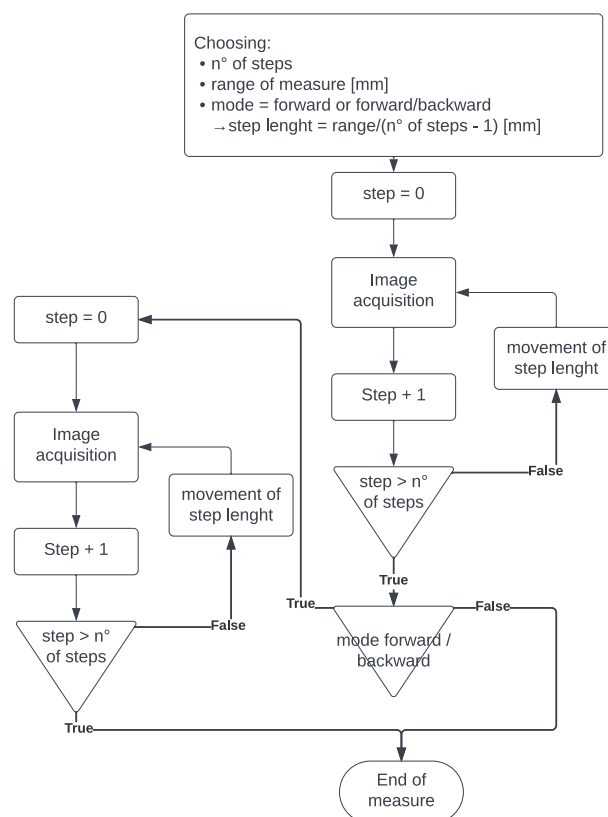 Choosing:
• n° of steps
• range of measure [mm]
• mode = forward or forward/backward
→step lenght = range/(n° of steps - 1) [mm]
step = 0
Image
acquisition
movement of
step lenght
Step + 1
step > n°
of steps
False
True
mode forward /
backward
True
False
step = 0
Image
acquisition
movement of
step lenght
Step + 1
step > n°
of steps
False
True
End of
measure